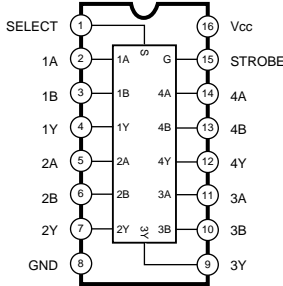 SELECT 1 S 16 Vcc
1A 2 1A G 15 STROBE
1B 3 1B 4A 14 4A
1Y 4 1Y 4B 13 4B
2A 5 2A 4Y 12 4Y
2B 6 2B 3A 11 3A
2Y 7 2Y 3Y 3B 10 3B
GND 8 9 3Y